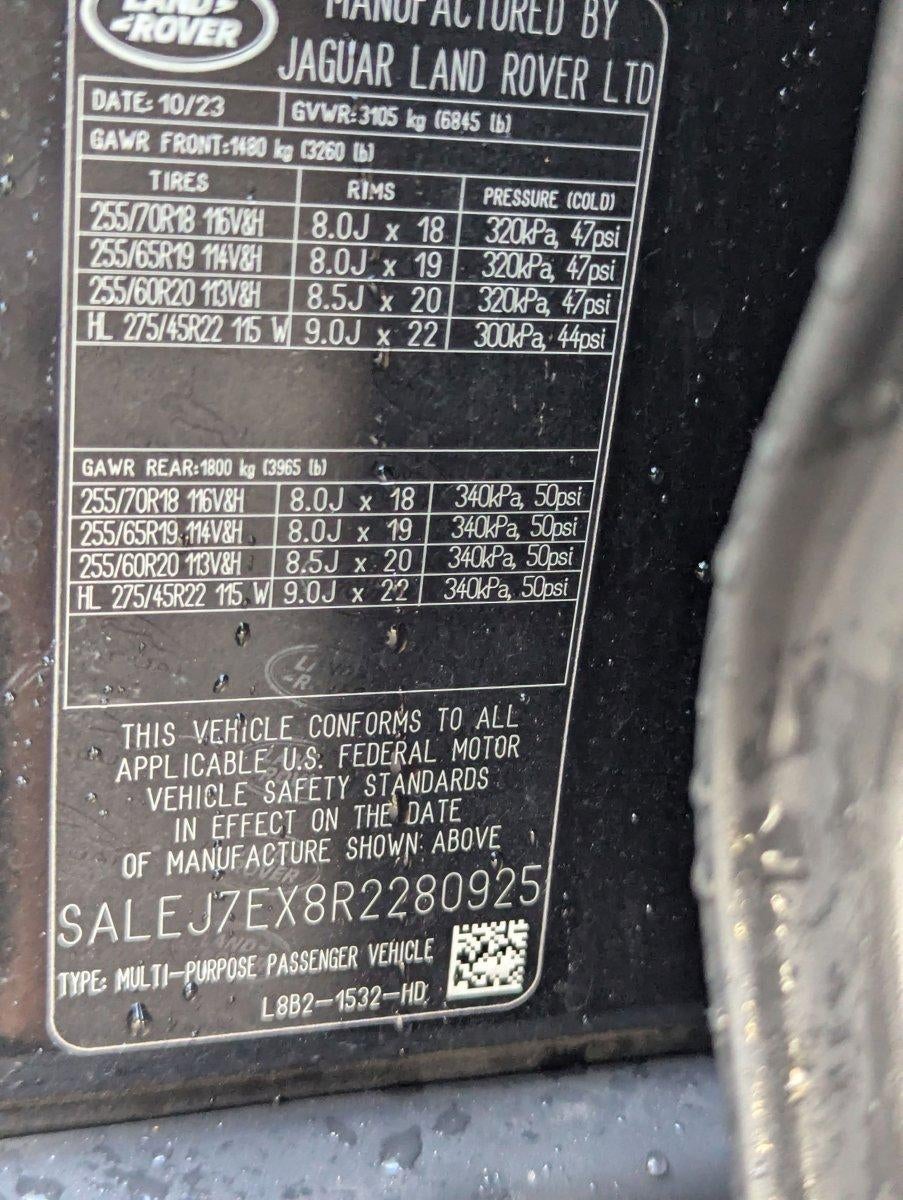 LAND
ROVER
MANUFACTURED BY
JAGUAR LAND ROVER LTD
DATE: 10/23 GVWR:3105 kg (6845 lb)
GAWR FRONT:1480 kg (3260 lb)
TIRES RIMS PRESSURE (COLD)
255/70R18 116V&H 8.0J x 18 320kPa, 47psi
255/65R19 114V&H 8.0J x 19 320kPa, 47psi
255/60R20 113V&H 8.5J x 20 320kPa, 47psi
HL 275/45R22 115 W 9.0J x 22 300kPa, 44psi
GAWR REAR:1800 kg (3965 lb)
255/70R18 116V&H 8.0J x 18 340kPa, 50psi
255/65R19 114V&H 8.0J x 19 340kPa, 50psi
255/60R20 113V&H 8.5J x 20 340kPa, 50psi
HL 275/45R22 115 W 9.0J x 22 340kPa, 50psi
THIS VEHICLE CONFORMS TO ALL
APPLICABLE U.S. FEDERAL MOTOR
VEHICLE SAFETY STANDARDS
IN EFFECT ON THE DATE
OF MANUFACTURE SHOWN ABOVE
SALEJ7EX8R2280925
TYPE: MULTI-PURPOSE PASSENGER VEHICLE
L8B2-1532-HD